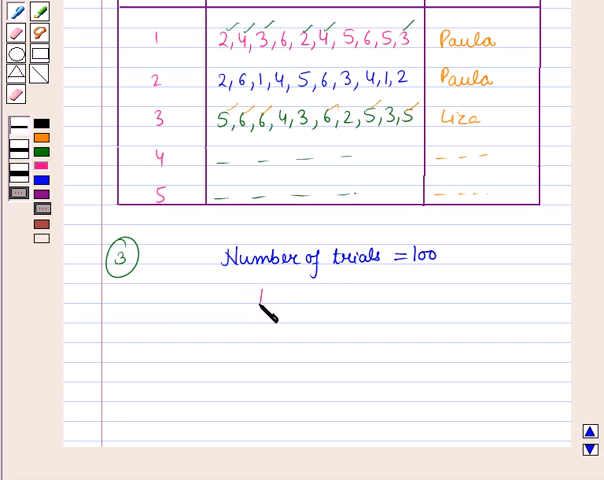 1 2,4,3,6,2,4,5,6,5,3 Paula
2 2,6,1,4,5,6,3,4,1,2 Paula
3 5,6,6,4,3,6,2,5,3,5 Liza
4 _ _ _ _ _ _ _
5 _ _ _ _ _ _ _ _
3 Number of trials = 100